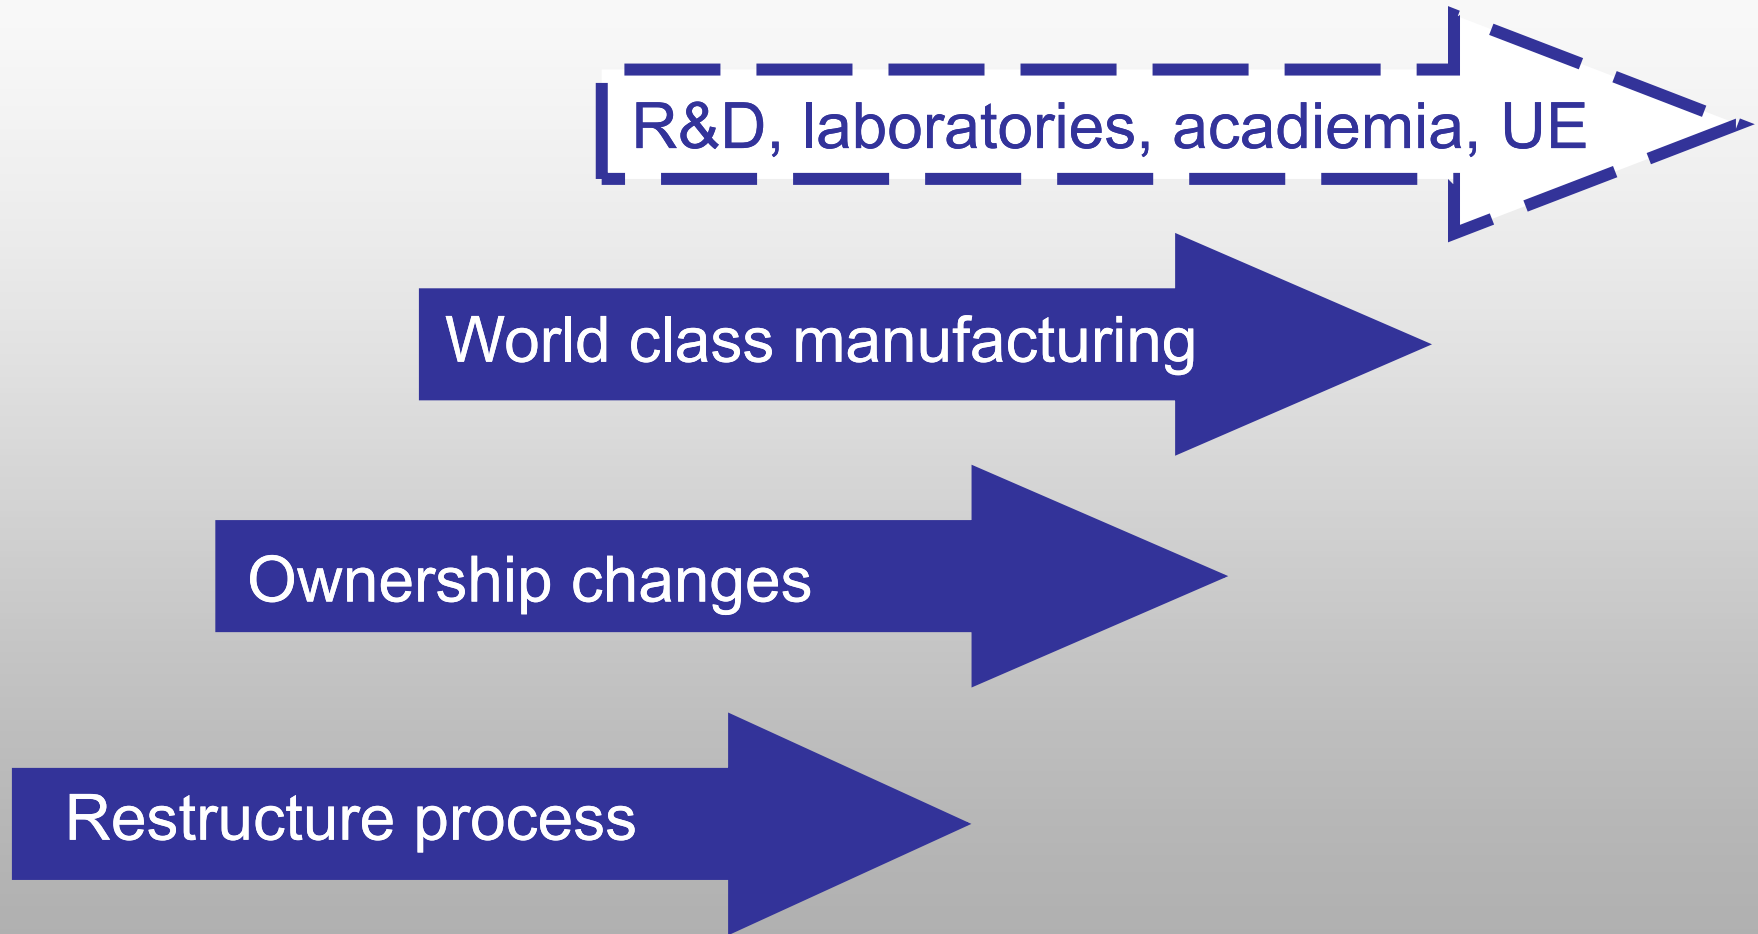 R&D, laboratories, acadiemia, UE
World class manufacturing
Ownership changes
Restructure process